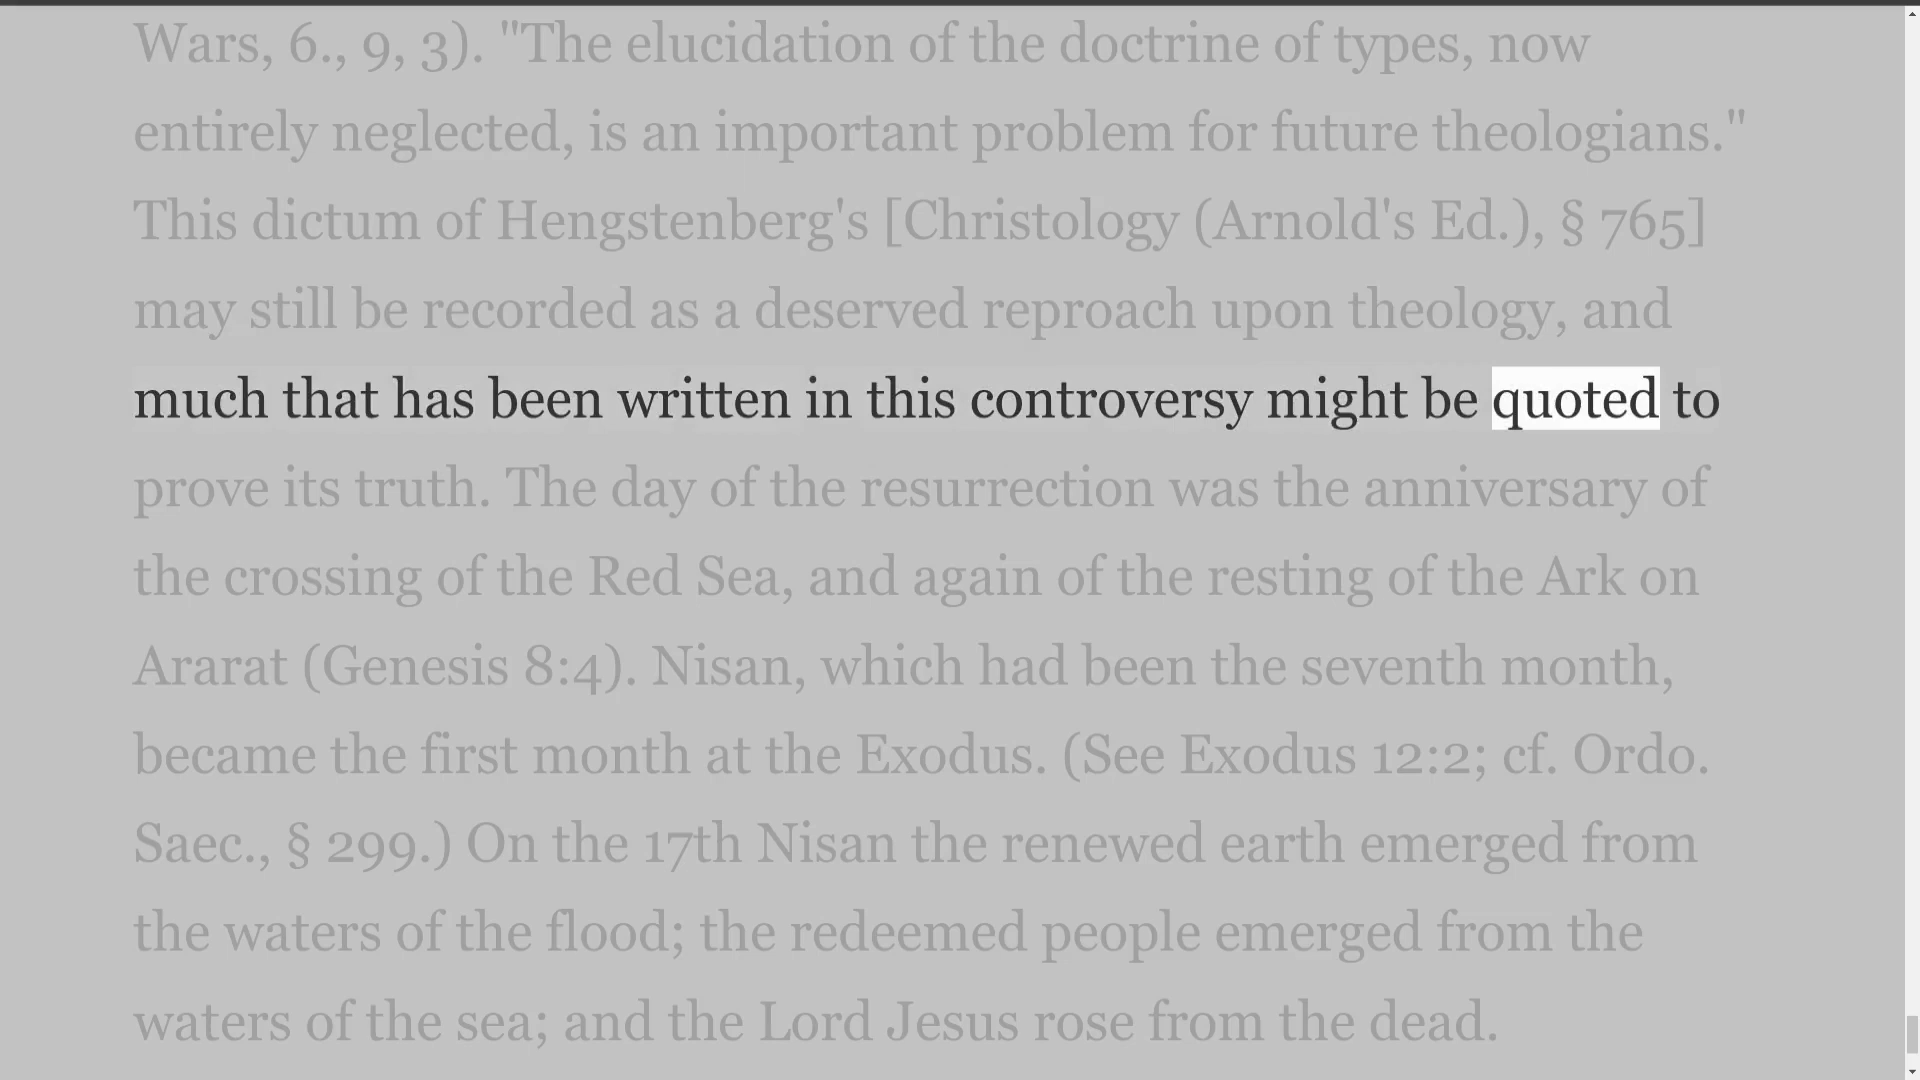 Wars, 6., 9, 3). "The elucidation of the doctrine of types, now
entirely neglected, is an important problem for future theologians."
This dictum of Hengstenberg's [Christology (Arnold's Ed.), § 765]
may still be recorded as a deserved reproach upon theology, and
much that has been written in this controversy might be quoted to
prove its truth. The day of the resurrection was the anniversary of
the crossing of the Red Sea, and again of the resting of the Ark on
Ararat (Genesis 8:4). Nisan, which had been the seventh month,
became the first month at the Exodus. (See Exodus 12:2; cf. Ordo.
Saec., § 299.) On the 17th Nisan the renewed earth emerged from
the waters of the flood; the redeemed people emerged from the
waters of the sea; and the Lord Jesus rose from the dead.